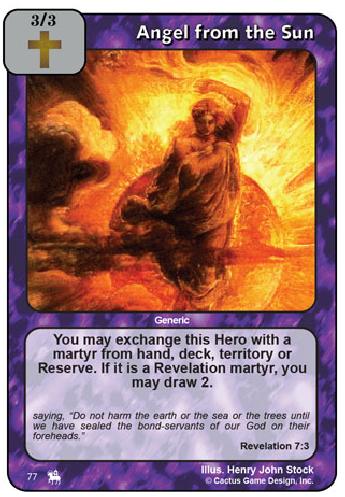 3/3
Angel from the Sun
Generic
You may exchange this Hero with a
martyr from hand, deck, territory or
Reserve. If it is a Revelation martyr, you
may draw 2.
saying, "Do not harm the earth or the sea or the trees until
we have sealed the bond-servants of our God on their
foreheads."
Revelation 7:3
Illus. Henry John Stock
77
© Cactus Game Design, Inc.